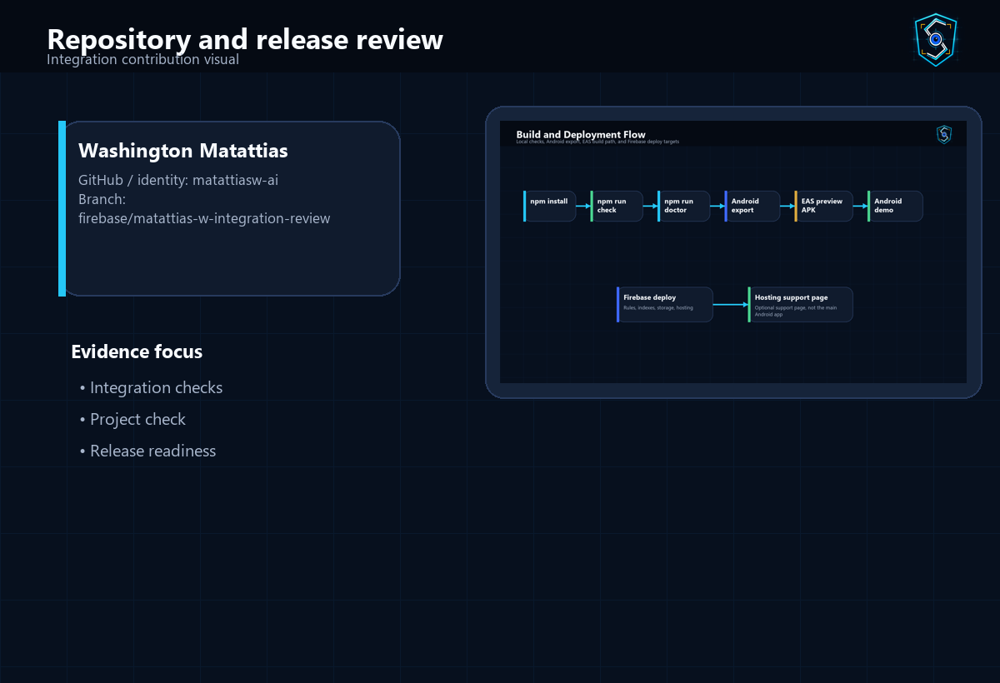 Repository and release review
Integration contribution visual
Washington Matattias
GitHub / identity: matattiasw-ai
Branch:
firebase/matattias-w-integration-review
Evidence focus
• Integration checks
• Project check
• Release readiness
Build and Deployment Flow
Local checks, Android export, EAS build path, and Firebase deploy targets
npm install
npm run
check
npm run
doctor
Android
export
EAS preview
APK
Android
demo
Firebase deploy
Rules, indexes, storage, hosting
Hosting support page
Optional support page, not the main
Android app